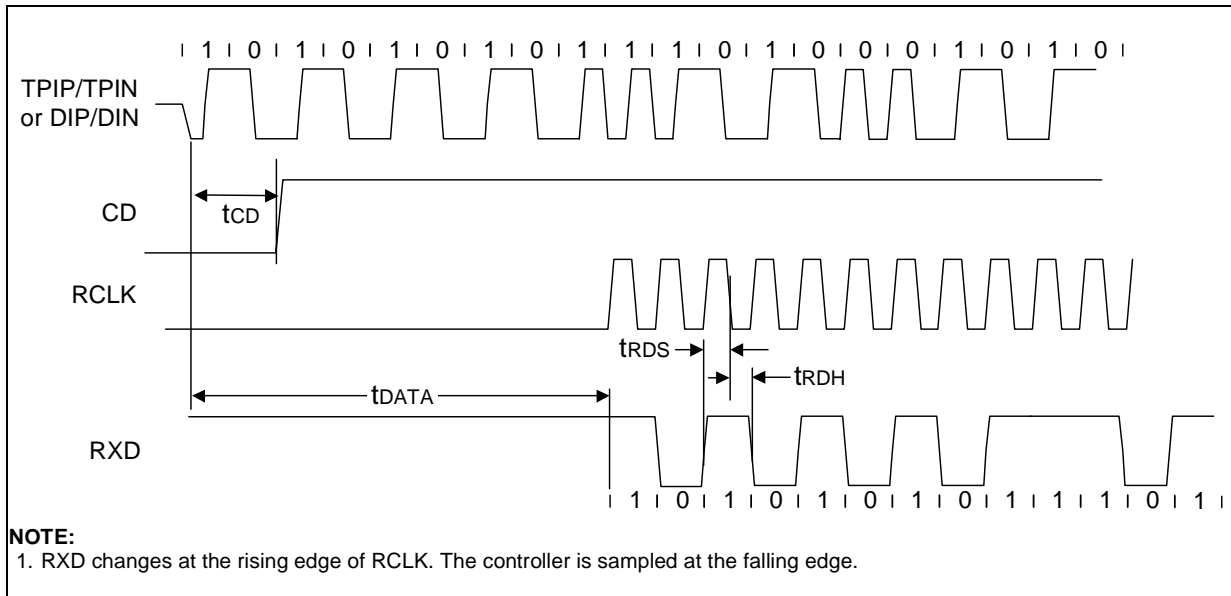 1 0 1 0 1 0 1 0 1 1 1 0 1 0 0 0 1 0 1 0
TPIP/TPIN
or DIP/DIN
CD
tCD
RCLK
tRDS
tRDH
tDATA
RXD
1 0 1 0 1 0 1 0 1 1 1 0 1
NOTE:
1. RXD changes at the rising edge of RCLK. The controller is sampled at the falling edge.